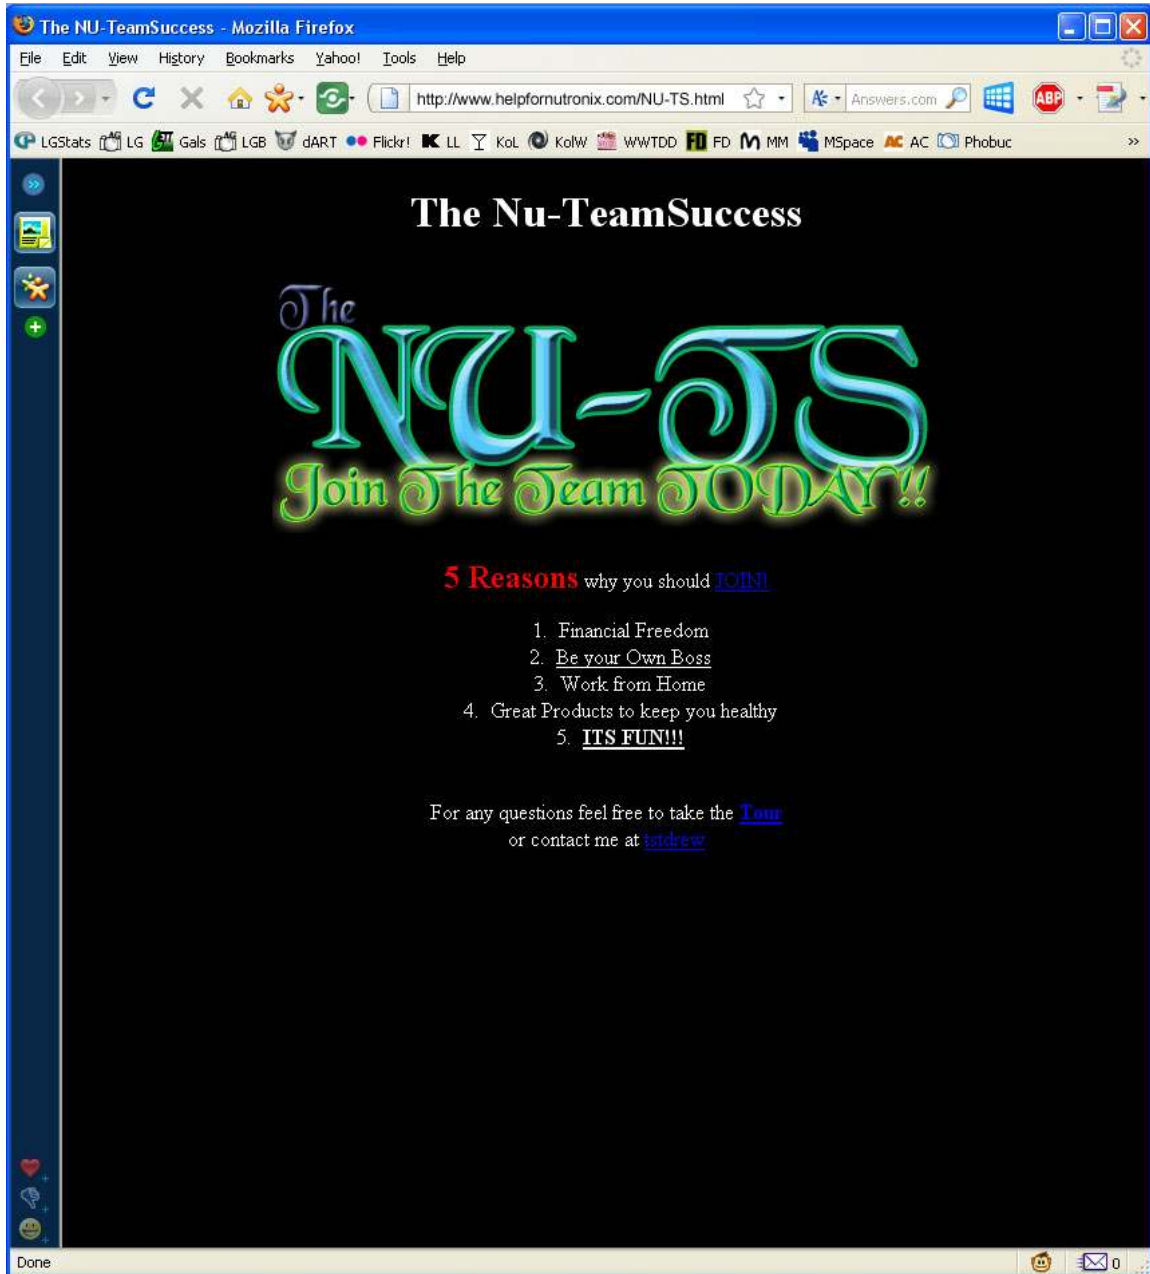 The NU-TeamSuccess - Mozilla Firefox
File Edit View History Bookmarks Yahoo! Tools Help
http://www.helpfornutronix.com/NU-TS.html Answers.com ABP
LGStats LG Gals LGB dART Flickr! K LL KoL KolW WWTDD FD FD MM MSpace AC AC Phobuc »
The Nu-TeamSuccess
The
NU-TS
Join The Team TODAY!!
5 Reasons why you should JOIN!
1. Financial Freedom
2. Be your Own Boss
3. Work from Home
4. Great Products to keep you healthy
5. ITS FUN!!!
For any questions feel free to take the Tour
or contact me at tstdrew
Done 0